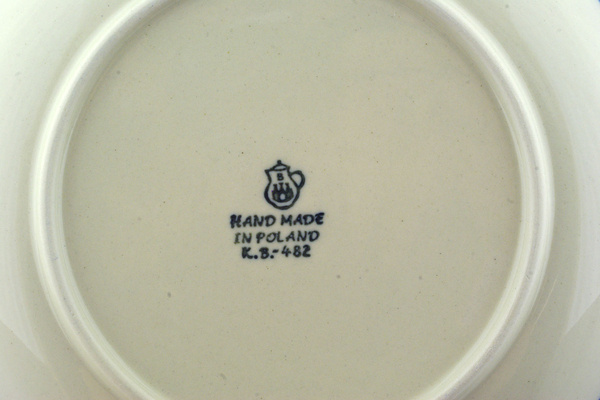 B
HAND MADE
IN POLAND
K.B.-482